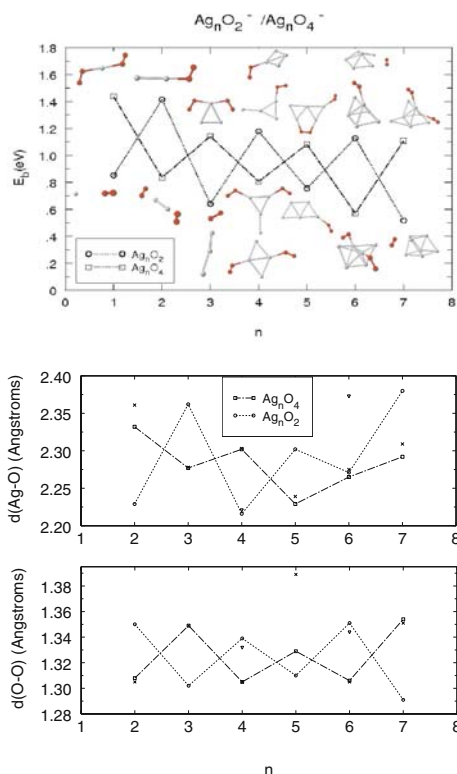 AgnO2⁻ /AgnO4⁻
1.8
1.6
1.4
1.2
1.0
.8
.6
.4
.2
0
Eb(eV)
AgnO2
AgnO4
0 1 2 3 4 5 6 7 8
n
2.40
2.35
2.30
2.25
2.20
d(Ag-O) (Angstroms)
AgnO4
AgnO2
1 2 3 4 5 6 7 8
1.38
1.36
1.34
1.32
1.30
1.28
d(O-O) (Angstroms)
1 2 3 4 5 6 7 8
n